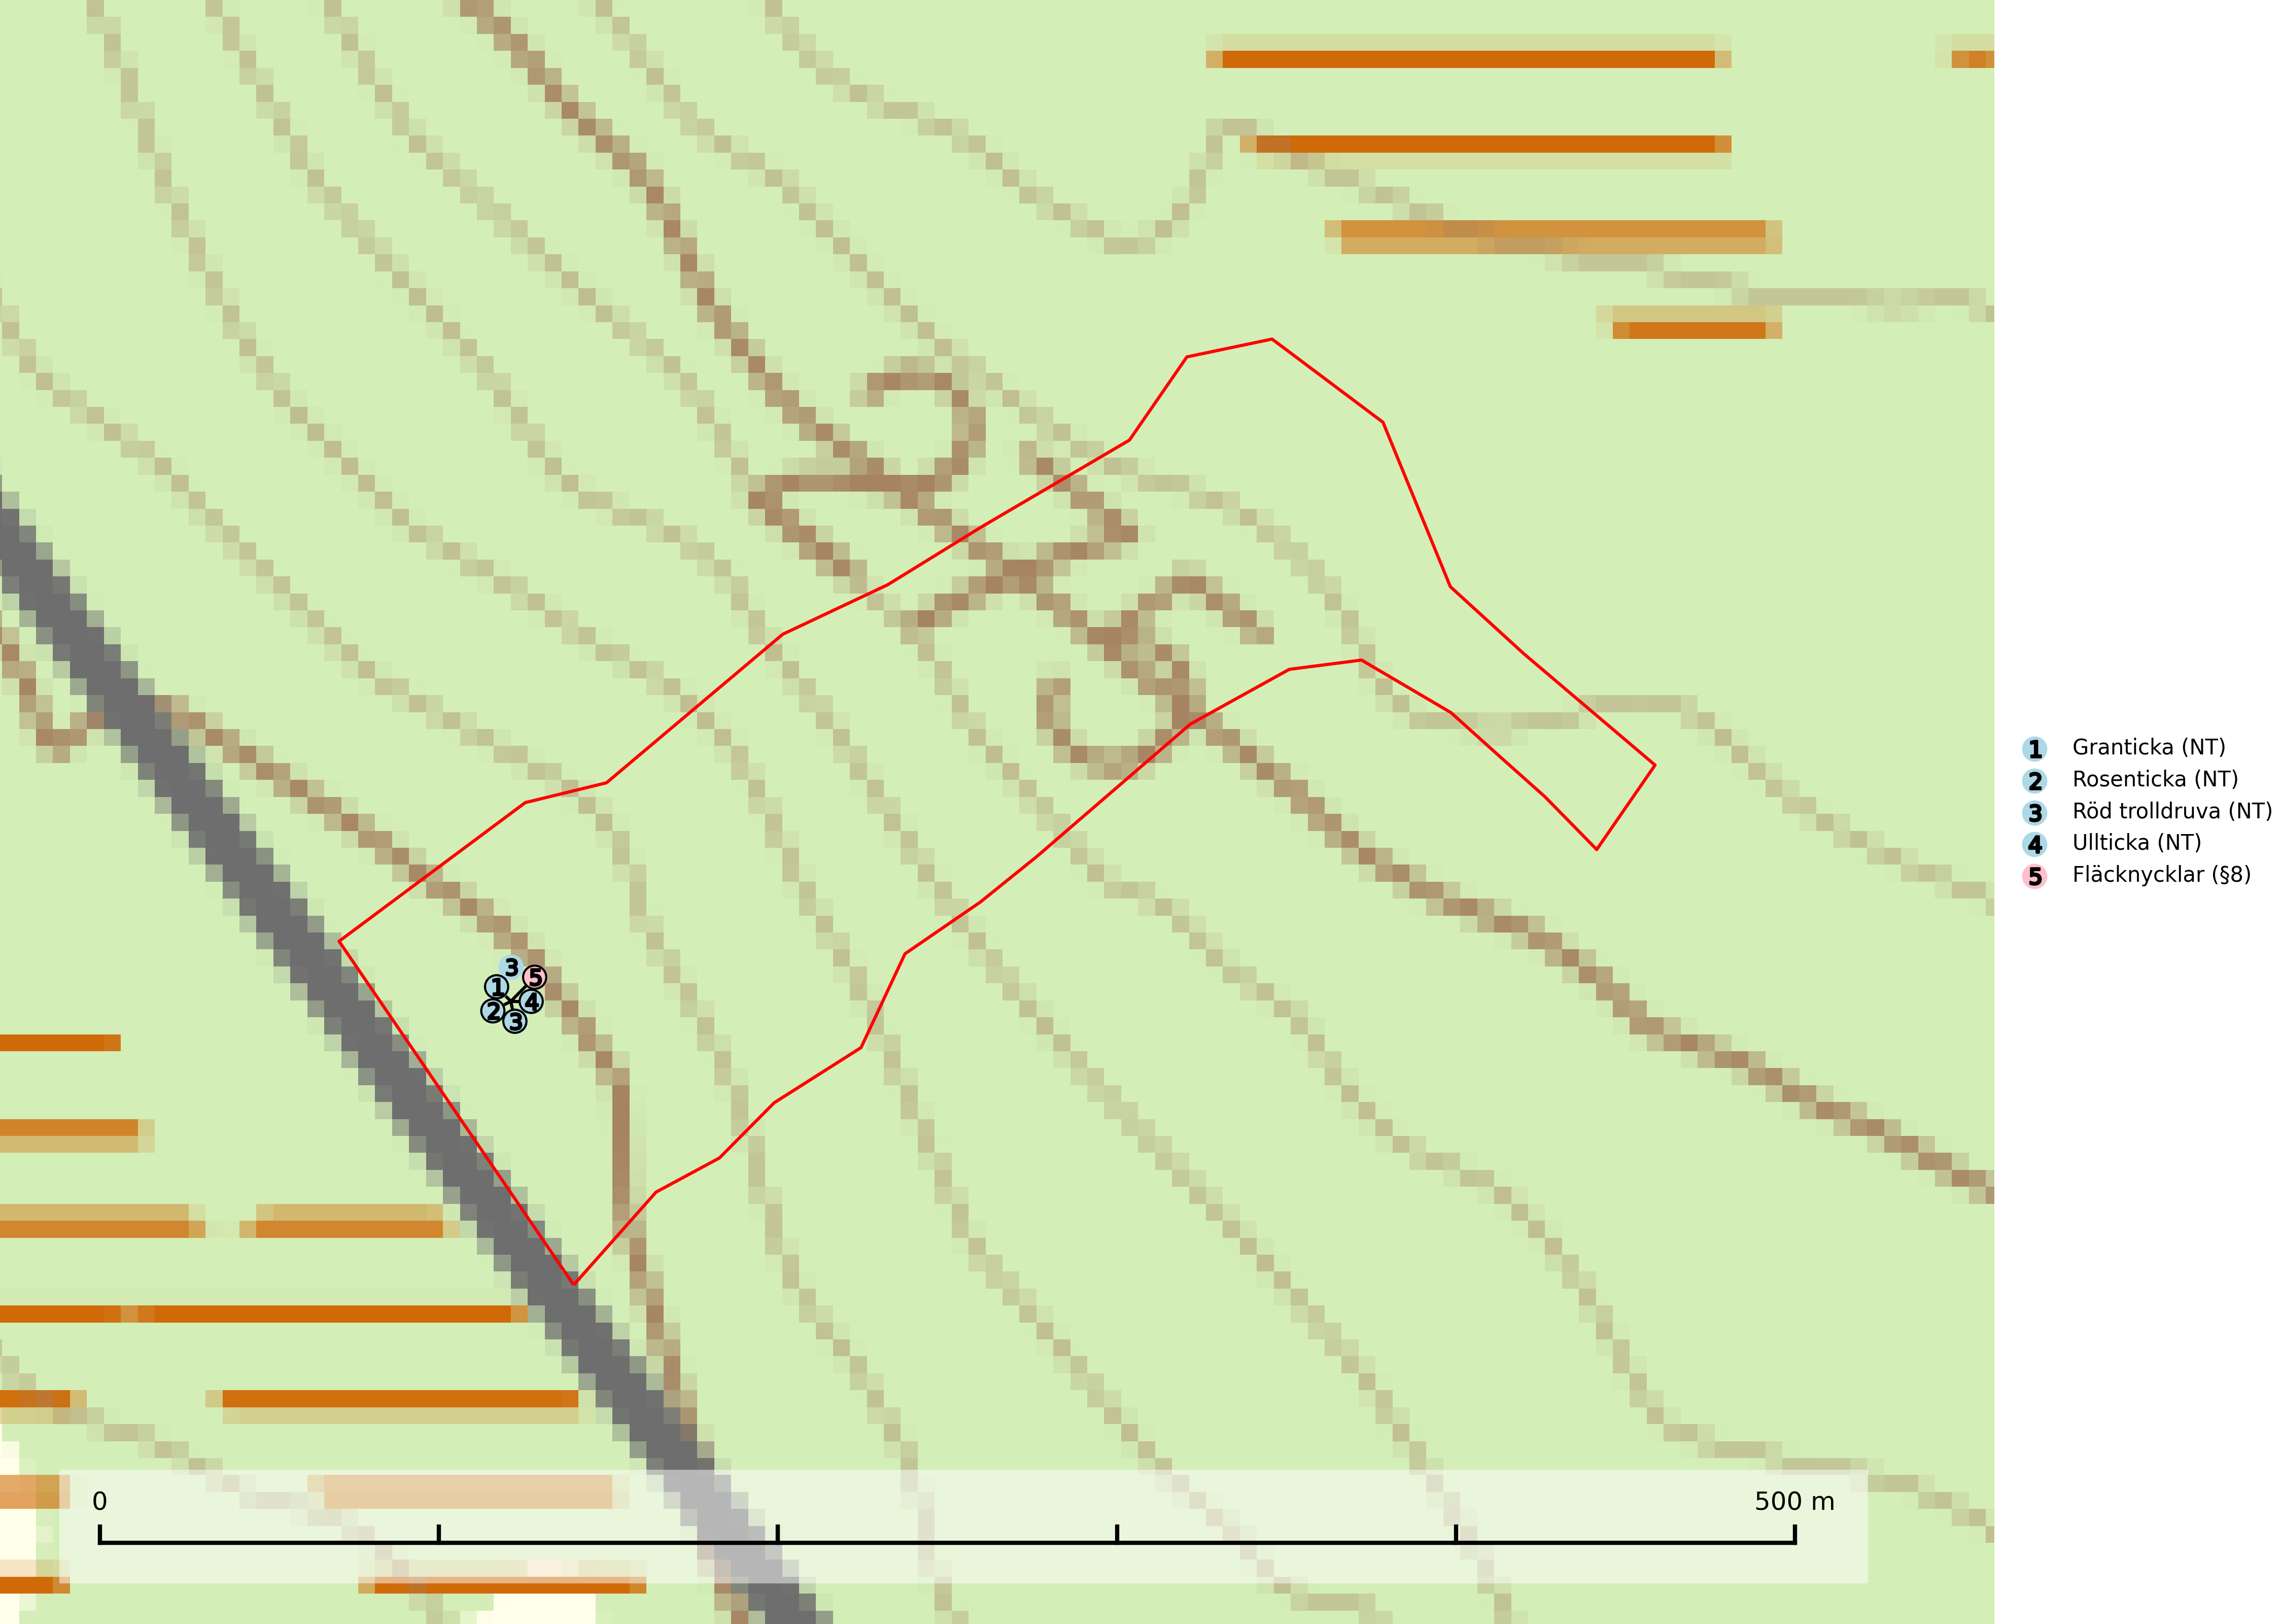 1 Granticka (NT)
2 Rosenticka (NT)
3 Röd trolldruva (NT)
4 Ullticka (NT)
5 Fläcknycklar (§8)
3
5
1
4
2
3
0 500 m